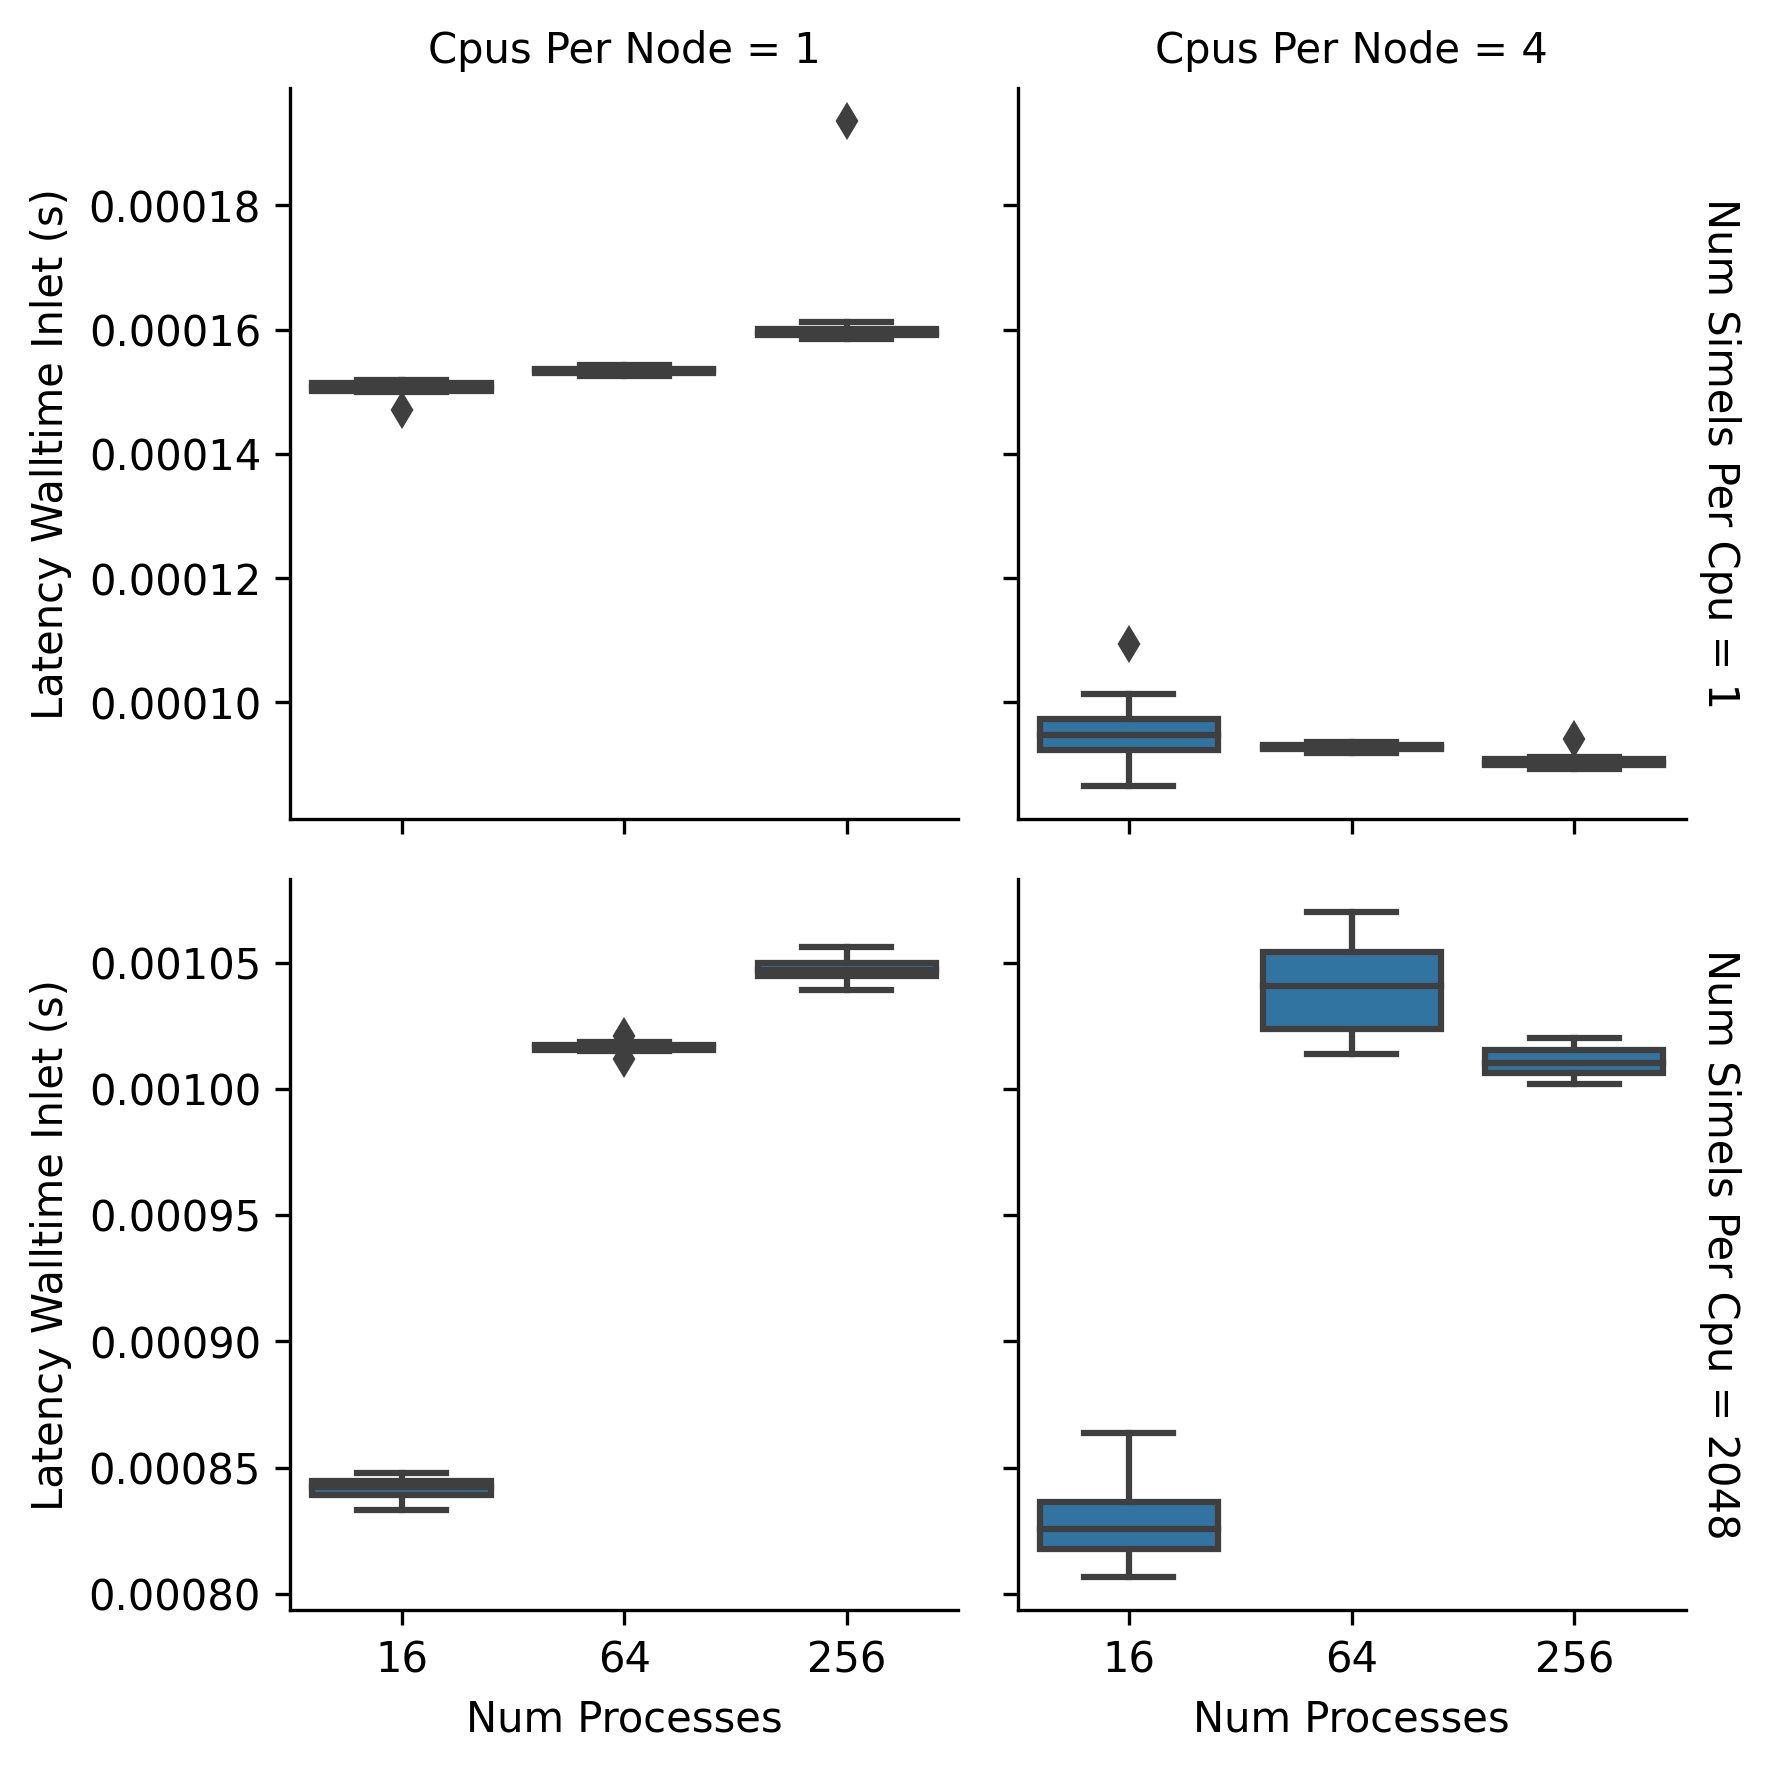 Cpus Per Node = 1
Cpus Per Node = 4
Latency Walltime Inlet (s)
0.00018
0.00016
0.00014
0.00012
0.00010
Num Simels Per Cpu = 1
Latency Walltime Inlet (s)
0.00105
0.00100
0.00095
0.00090
0.00085
0.00080
Num Simels Per Cpu = 2048
16 64 256
16 64 256
Num Processes
Num Processes